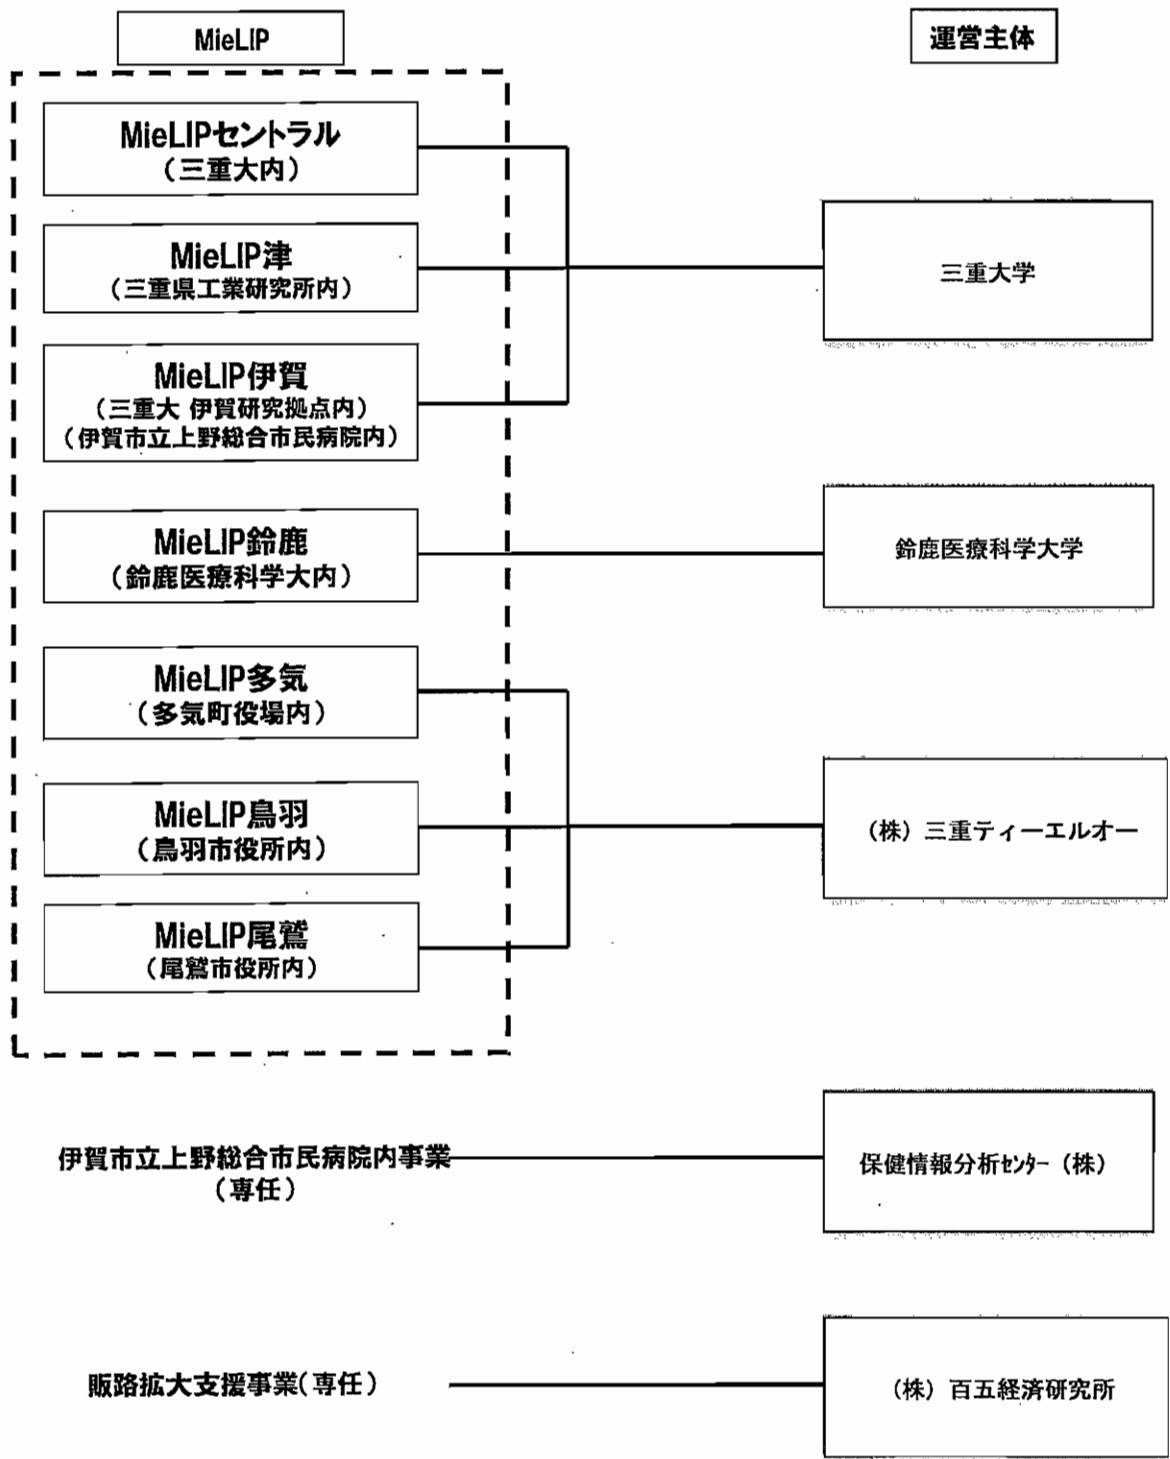 MieLIP
運営主体
MieLIPセントラル
（三重大内）
MieLIP津
（三重県工業研究所内）
三重大学
MieLIP伊賀
（三重大 伊賀研究拠点内）
（伊賀市立上野総合市民病院内）
MieLIP鈴鹿
（鈴鹿医療科学大内）
鈴鹿医療科学大学
MieLIP多気
（多気町役場内）
MieLIP鳥羽
（鳥羽市役所内）
（株）三重ティーエルオー
MieLIP尾鷲
（尾鷲市役所内）
伊賀市立上野総合市民病院内事業
（専任）
保健情報分析ｾﾝﾀｰ（株）
販路拡大支援事業（専任）
（株）百五経済研究所